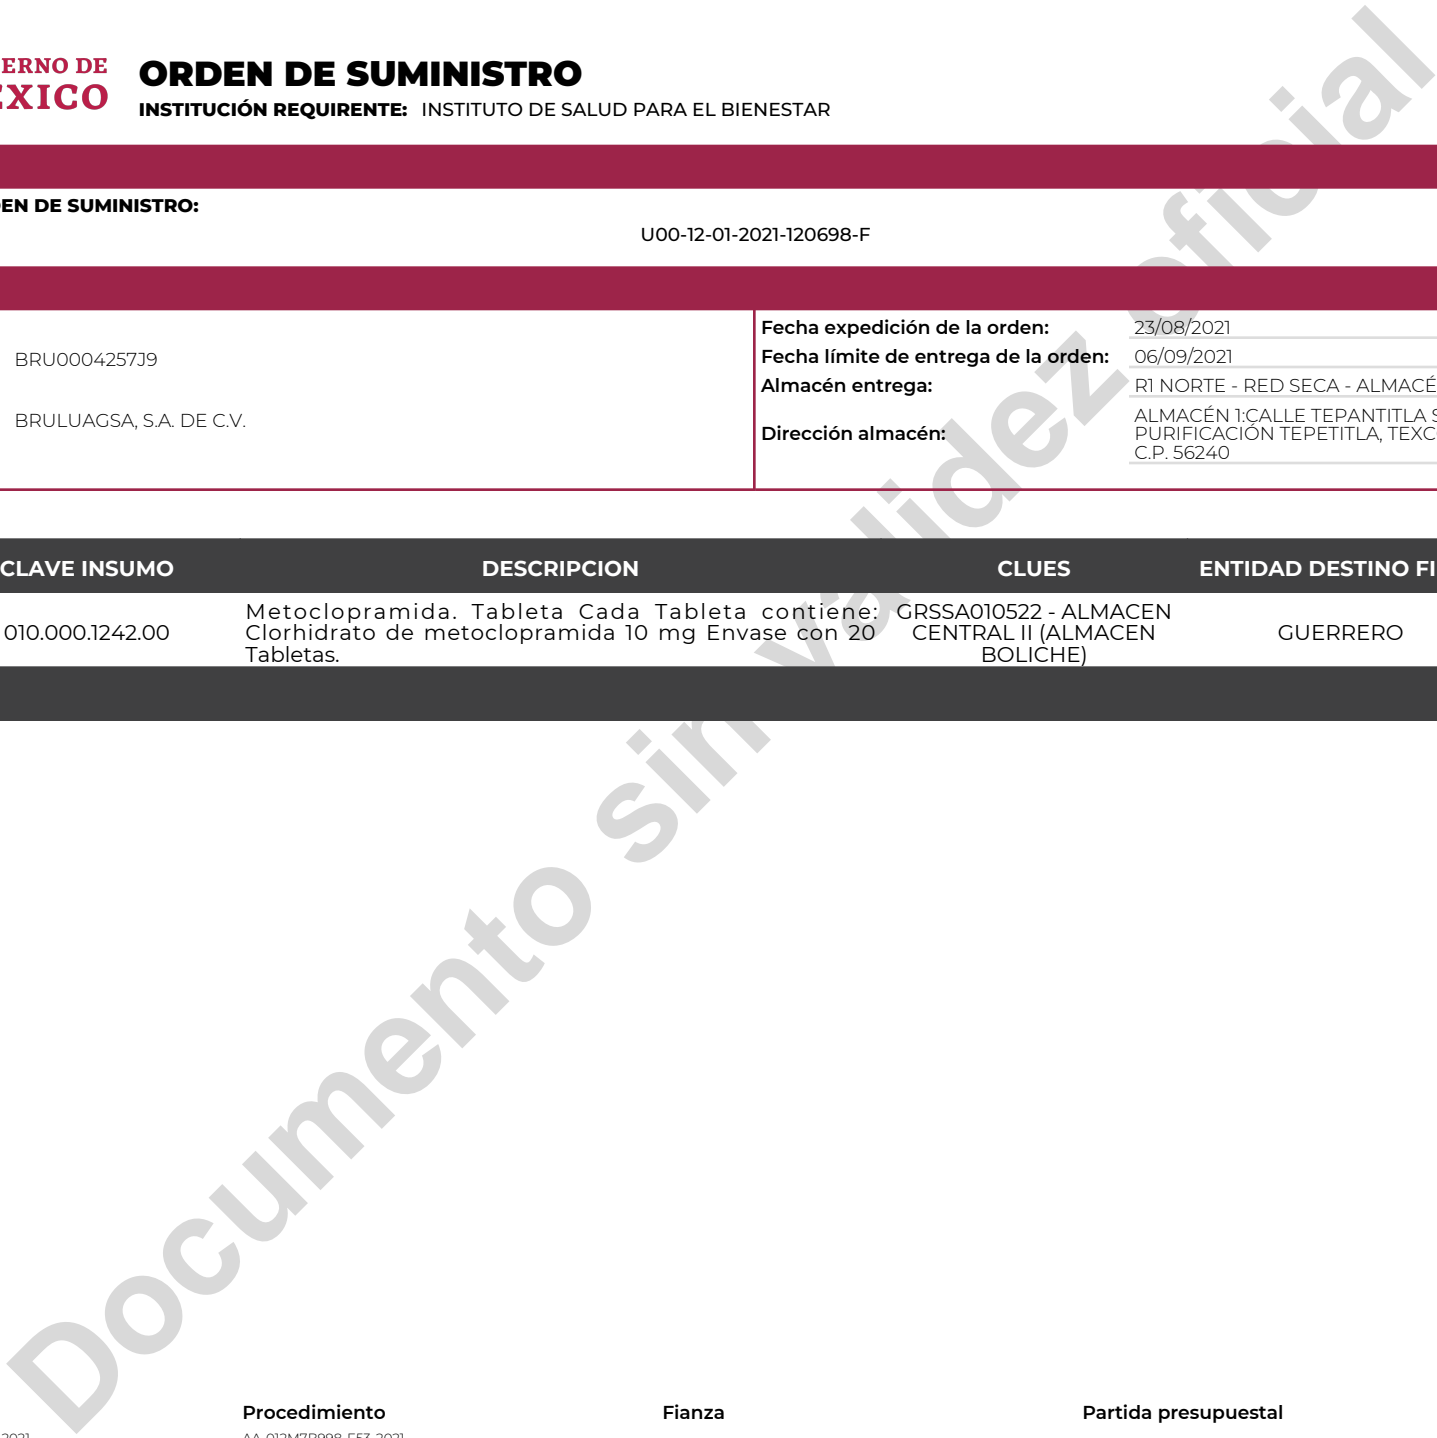 ERNO DE
EXICO
ORDEN DE SUMINISTRO
INSTITUCIÓN REQUIRENTE: INSTITUTO DE SALUD PARA EL BIENESTAR
EN DE SUMINISTRO:
U00-12-01-2021-120698-F
BRU0004257J9
BRULUAGSA, S.A. DE C.V.
Fecha expedición de la orden: 23/08/2021
Fecha límite de entrega de la orden: 06/09/2021
Almacén entrega: R1 NORTE - RED SECA - ALMACÉ
Dirección almacén:
ALMACÉN 1:CALLE TEPANTITLA S
PURIFICACIÓN TEPETITLA, TEXC
C.P. 56240
CLAVE INSUMO DESCRIPCION CLUES ENTIDAD DESTINO FI
010.000.1242.00
Metoclopramida. Tableta Cada Tableta contiene:
Clorhidrato de metoclopramida 10 mg Envase con 20
Tabletas.
GRSSA010522 - ALMACEN
CENTRAL II (ALMACEN
BOLICHE)
GUERRERO
Documento sin validez oficial
Procedimiento Fianza Partida presupuestal